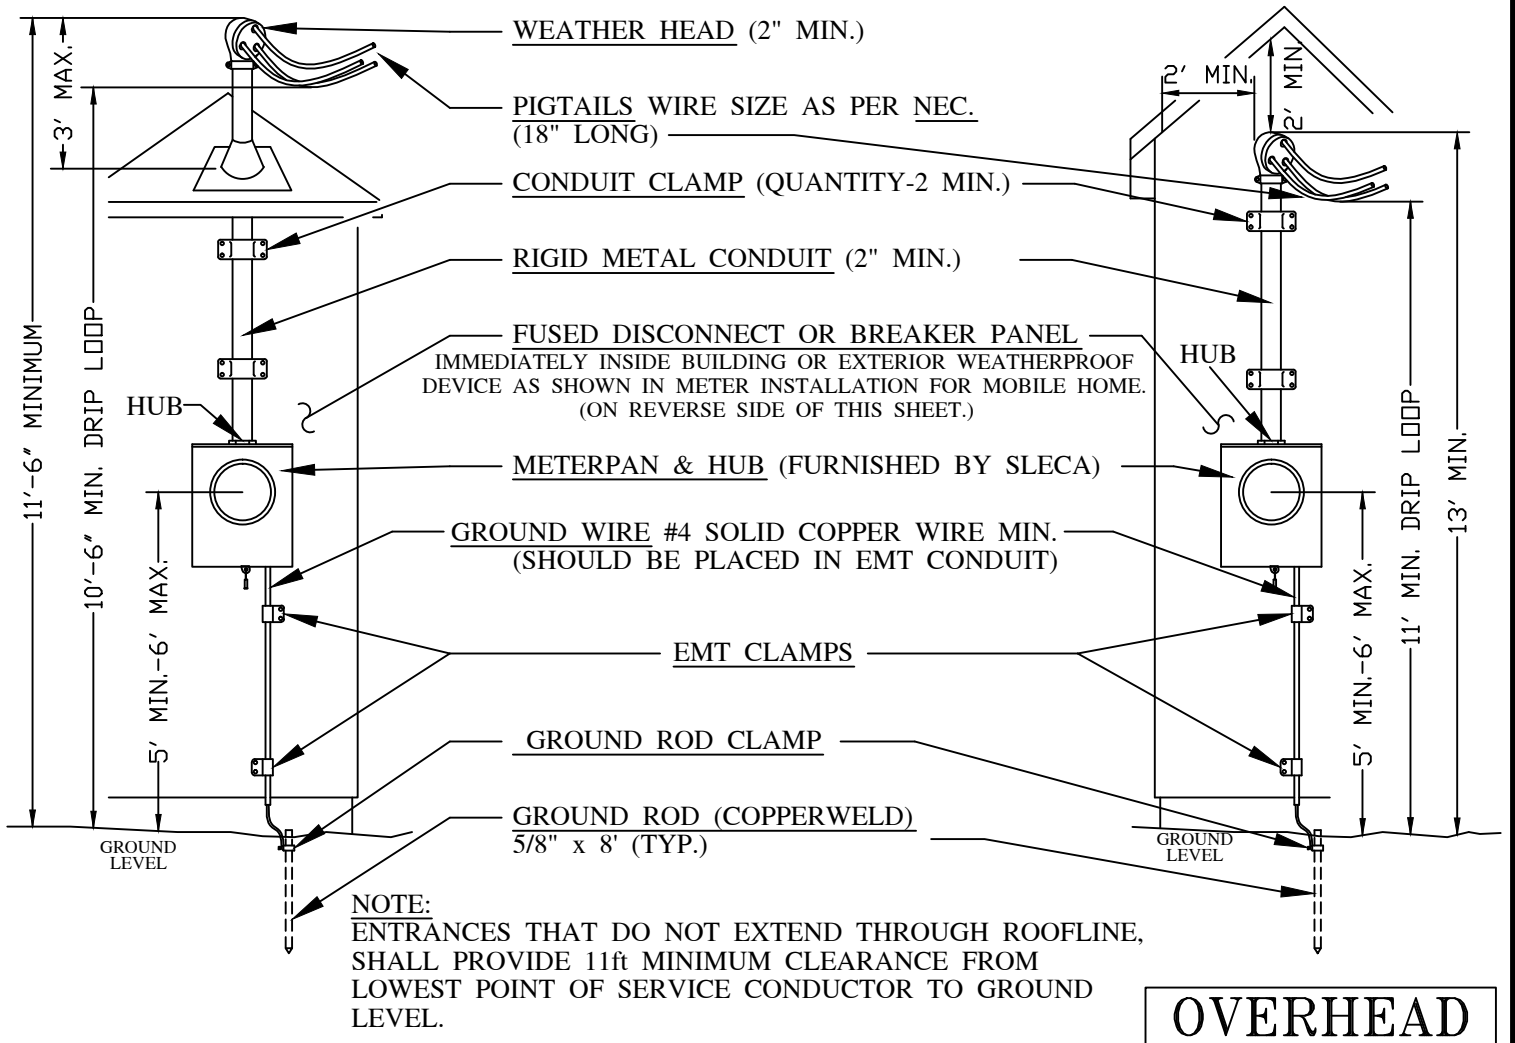 WEATHER HEAD (2" MIN.)
PIGTAILS WIRE SIZE AS PER NEC.
(18" LONG)
CONDUIT CLAMP (QUANTITY-2 MIN.)
RIGID METAL CONDUIT (2" MIN.)
FUSED DISCONNECT OR BREAKER PANEL
IMMEDIATELY INSIDE BUILDING OR EXTERIOR WEATHERPROOF
DEVICE AS SHOWN IN METER INSTALLATION FOR MOBILE HOME.
(ON REVERSE SIDE OF THIS SHEET.)
METERPAN & HUB (FURNISHED BY SLECA)
GROUND WIRE #4 SOLID COPPER WIRE MIN.
(SHOULD BE PLACED IN EMT CONDUIT)
EMT CLAMPS
GROUND ROD CLAMP
GROUND ROD (COPPERWELD)
5/8" x 8' (TYP.)
NOTE:
ENTRANCES THAT DO NOT EXTEND THROUGH ROOFLINE,
SHALL PROVIDE 11ft MINIMUM CLEARANCE FROM
LOWEST POINT OF SERVICE CONDUCTOR TO GROUND
LEVEL.
11'-6" MINIMUM
3' MAX.
10'-6" MIN. DRIP LOOP
5' MIN.-6' MAX.
HUB
GROUND
LEVEL
2' MIN.
2' MIN.
HUB
5' MIN.-6' MAX.
11' MIN. DRIP LOOP
13' MIN.
GROUND
LEVEL
OVERHEAD